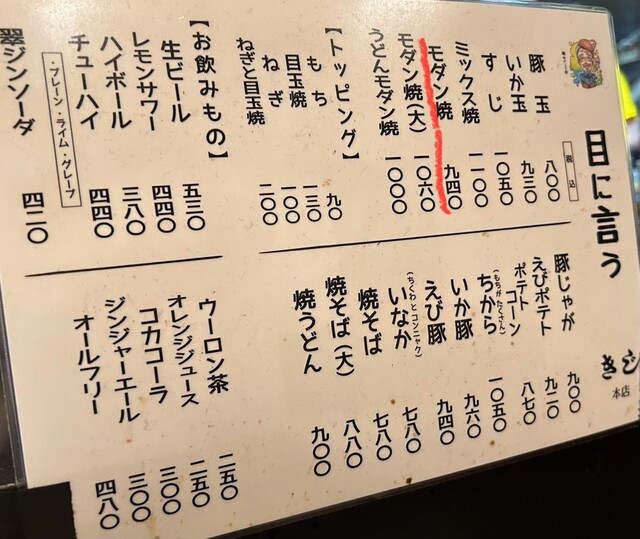 目に言う
きじ
本店
税込
豚玉 八〇〇
いか玉 九三〇
すじ 一〇五〇
ミックス焼 一一〇〇
モダン焼 九四〇
モダン焼(大) 一〇六〇
うどんモダン焼 一〇〇〇
【トッピング】
もち 九〇
目玉焼 一三〇
ねぎ 一〇〇
ねぎと目玉焼 二〇〇
豚じゃが 九〇〇
えびポテト 九二〇
ポテトコーン 八七〇
ちから(もちがたくさん) 一〇五〇
いか豚 九六〇
えび豚 九四〇
いなか(ちくわとコンニャク) 七八〇
焼そば 七八〇
焼そば(大) 八八〇
焼うどん 九〇〇
【お飲みもの】
生ビール 五三〇
レモンサワー 四四〇
ハイボール 三八〇
チューハイ 四四〇
・プレーン・ライム・グレープ
翠ジンソーダ 四二〇
ウーロン茶 二五〇
オレンジジュース 二五〇
コカコーラ 三〇〇
ジンジャーエール 三〇〇
オールフリー 四八〇